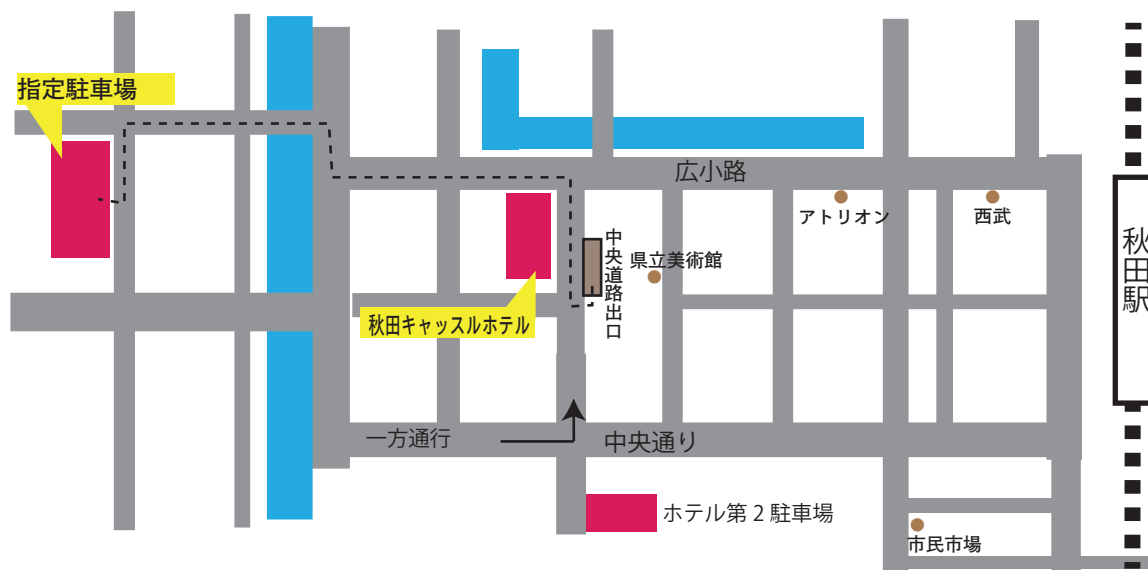 指定駐車場
広小路
アトリオン
西武
秋田駅
中央道路出口
県立美術館
秋田キャッスルホテル
一方通行
中央通り
ホテル第2駐車場
市民市場